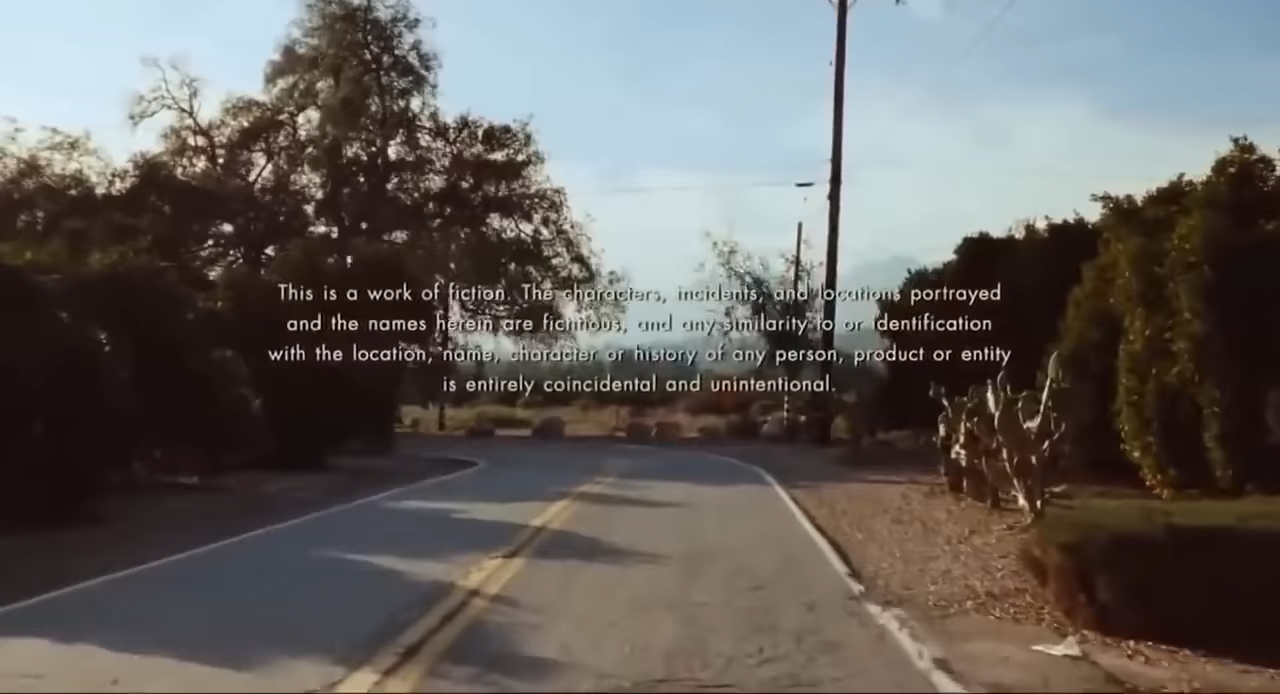 This is a work of fiction. The characters, incidents, and locations portrayed
and the names herein are fictitious, and any similarity to or identification
with the location, name, character or history of any person, product or entity
is entirely coincidental and unintentional.